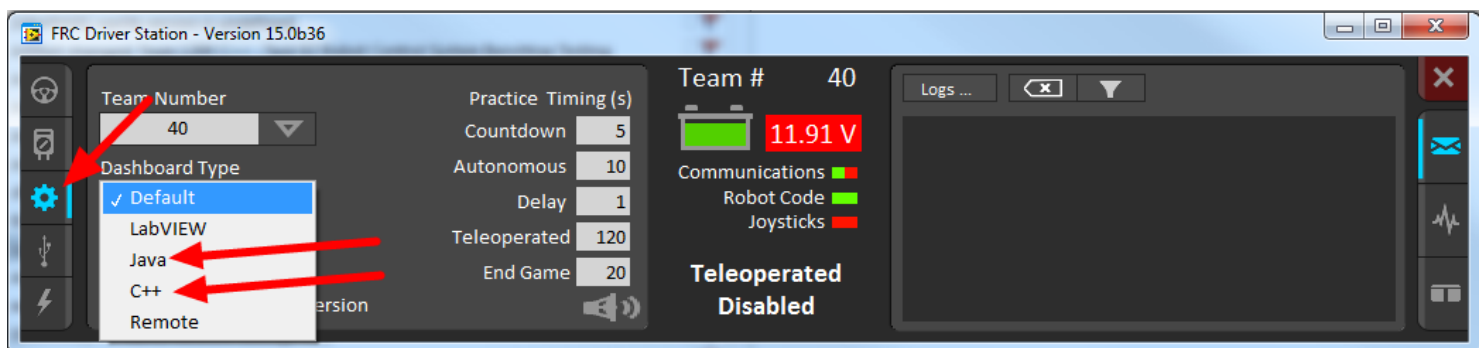 FRC Driver Station - Version 15.0b36
Team Number
40
Dashboard Type
✓ Default
LabVIEW
Java
C++
Remote
ersion
Practice Timing (s)
Countdown 5
Autonomous 10
Delay 1
Teleoperated 120
End Game 20
Team # 40
11.91 V
Communications
Robot Code
Joysticks
Teleoperated
Disabled
Logs ...